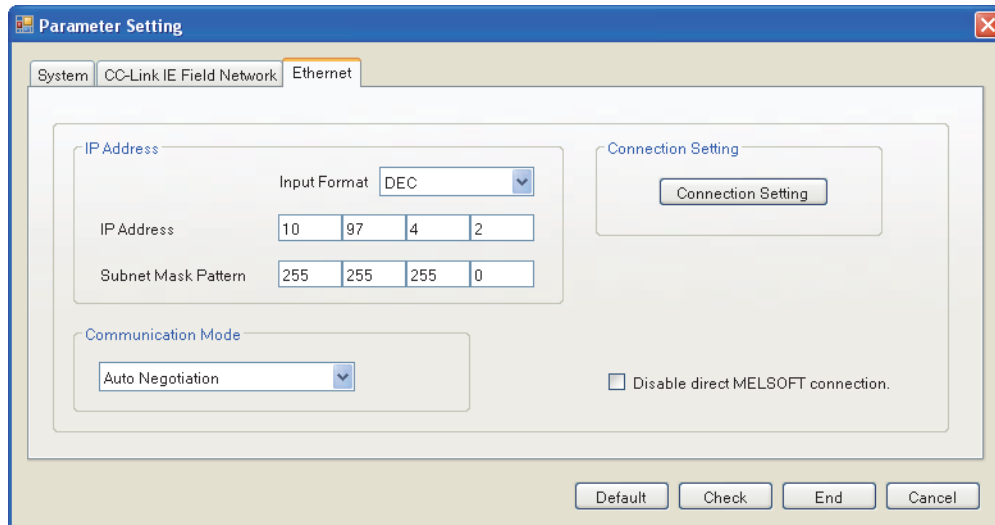 Parameter Setting
System CC-Link IE Field Network Ethernet
IP Address
Input Format DEC
IP Address 10 97 4 2
Subnet Mask Pattern 255 255 255 0
Connection Setting
Connection Setting
Communication Mode
Auto Negotiation
Disable direct MELSOFT connection.
Default Check End Cancel